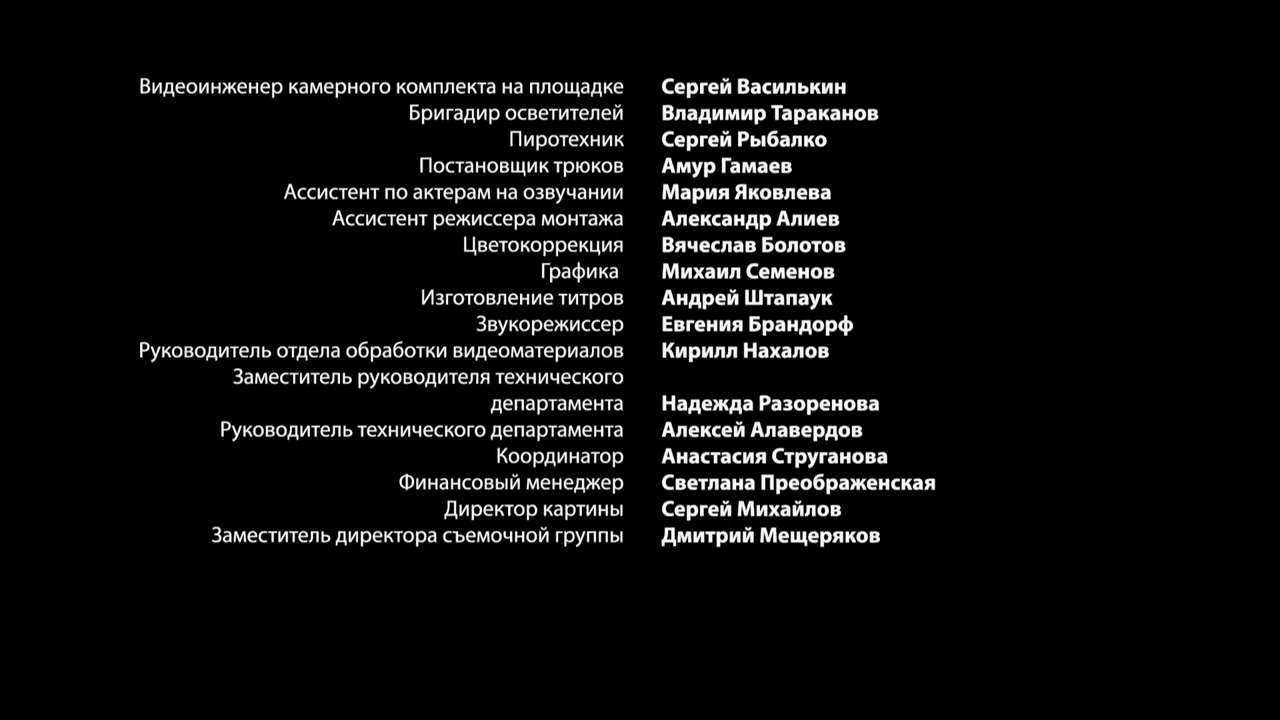 Видеоинженер камерного комплекта на площадке Сергей Василькин
Бригадир осветителей Владимир Тараканов
Пиротехник Сергей Рыбалко
Постановщик трюков Амур Гамаев
Ассистент по актерам на озвучании Мария Яковлева
Ассистент режиссера монтажа Александр Алиев
Цветокоррекция Вячеслав Болотов
Графика Михаил Семенов
Изготовление титров Андрей Штапаук
Звукорежиссер Евгения Брандорф
Руководитель отдела обработки видеоматериалов Кирилл Нахалов
Заместитель руководителя технического
департамента Надежда Разоренова
Руководитель технического департамента Алексей Алавердов
Координатор Анастасия Струганова
Финансовый менеджер Светлана Преображенская
Директор картины Сергей Михайлов
Заместитель директора съемочной группы Дмитрий Мещеряков